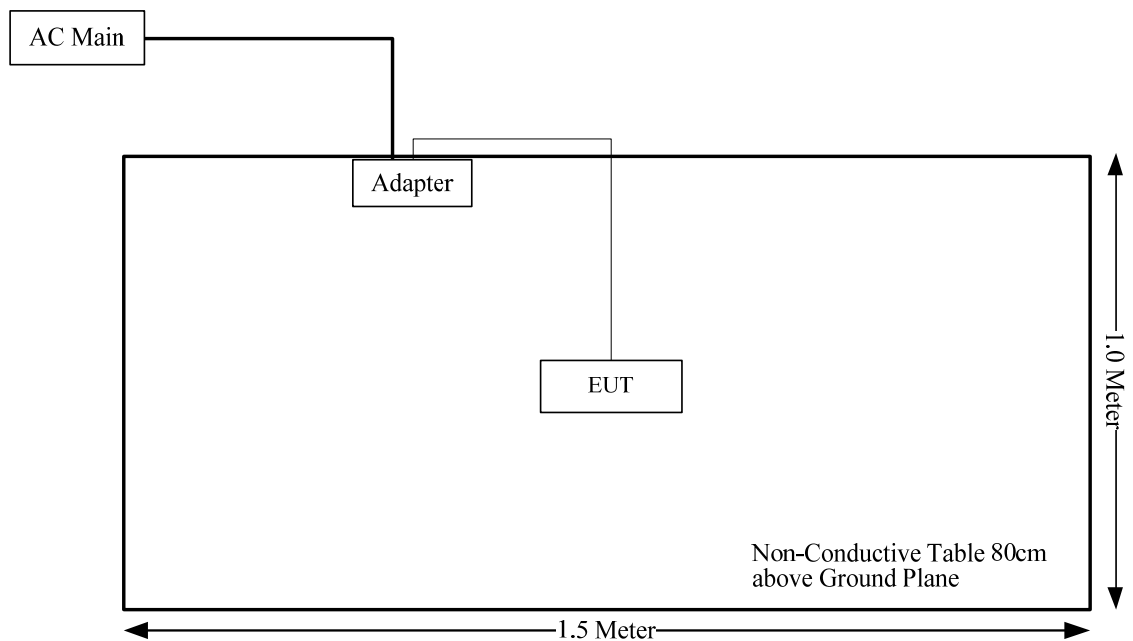 AC Main
Adapter
1.0 Meter
EUT
Non-Conductive Table 80cm
above Ground Plane
1.5 Meter